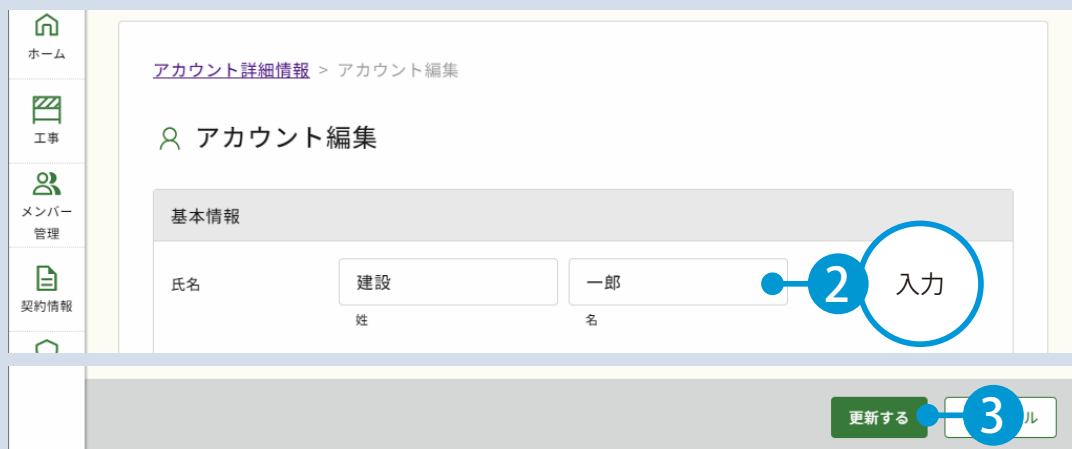 ホーム
工事
メンバー
管理
契約情報
アカウント詳細情報 > アカウント編集
アカウント編集
基本情報
氏名
建設
一郎
姓
名
2
入力
更新する
3
ル